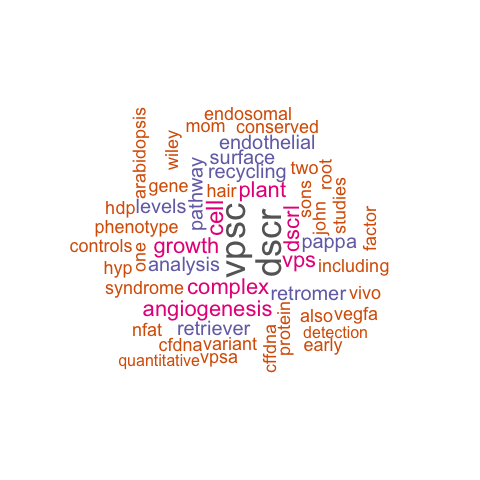 endosomal
mom conserved
endothelial
arabidopsis
wiley
surface
recycling two
pathway
gene hair plant
root
sons
john
studies
hdp levels
cell
vpsc
dscr
dscrl
phenotype
pappa
factor
controls one growth
vps
hyp analysis
including
syndrome complex
retromer vivo
angiogenesis
also vegfa
nfat retriever
protein
detection
cfdna variant
cffdna
early
quantitative vpsa